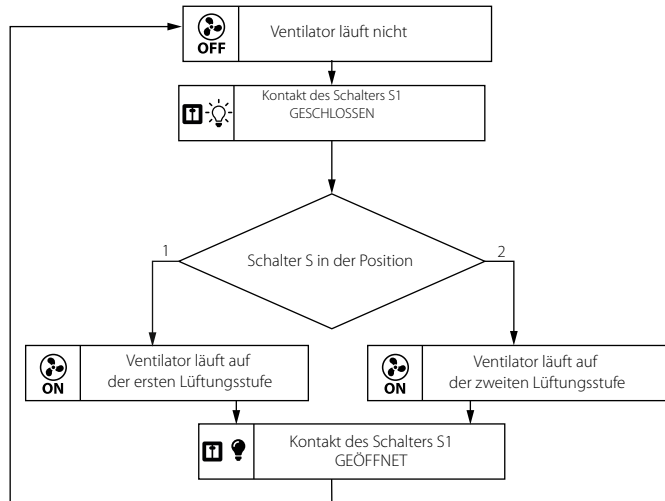 OFF
Ventilator läuft nicht
Kontakt des Schalters S1
GESCHLOSSEN
1
Schalter S in der Position
2
ON
Ventilator läuft auf
der ersten Lüftungsstufe
ON
Ventilator läuft auf
der zweiten Lüftungsstufe
Kontakt des Schalters S1
GEÖFFNET